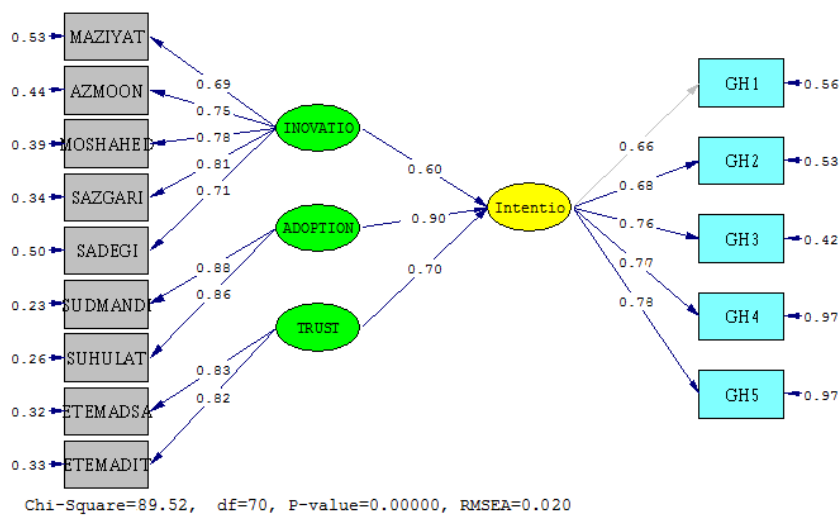 0.53 MAZIYAT
0.44 AZMOON
0.39 MOSHAHED
0.34 SAZGARI
0.50 SADEGI
0.23 SUDMANDI
0.26 SUHULAT
0.32 ETEMADSA
0.33 ETEMADIT
0.69
0.75
0.78
0.81
0.71
0.88
0.86
0.83
0.82
INOVATIO
ADOPTION
TRUST
0.60
0.90
0.70
Intentio
0.66
0.68
0.76
0.77
0.78
GH1 0.56
GH2 0.53
GH3 0.42
GH4 0.97
GH5 0.97
Chi-Square=89.52, df=70, P-value=0.00000, RMSEA=0.020